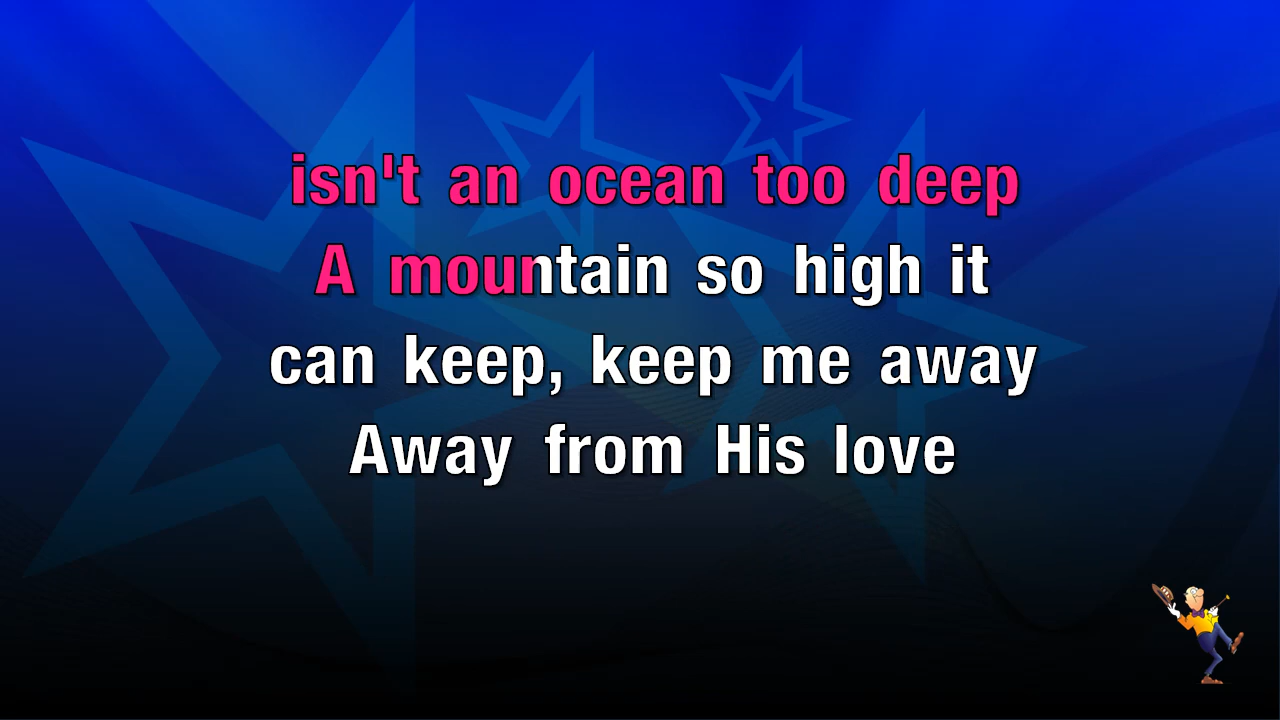 isn't an ocean too deep
A mountain so high it
can keep, keep me away
Away from His love